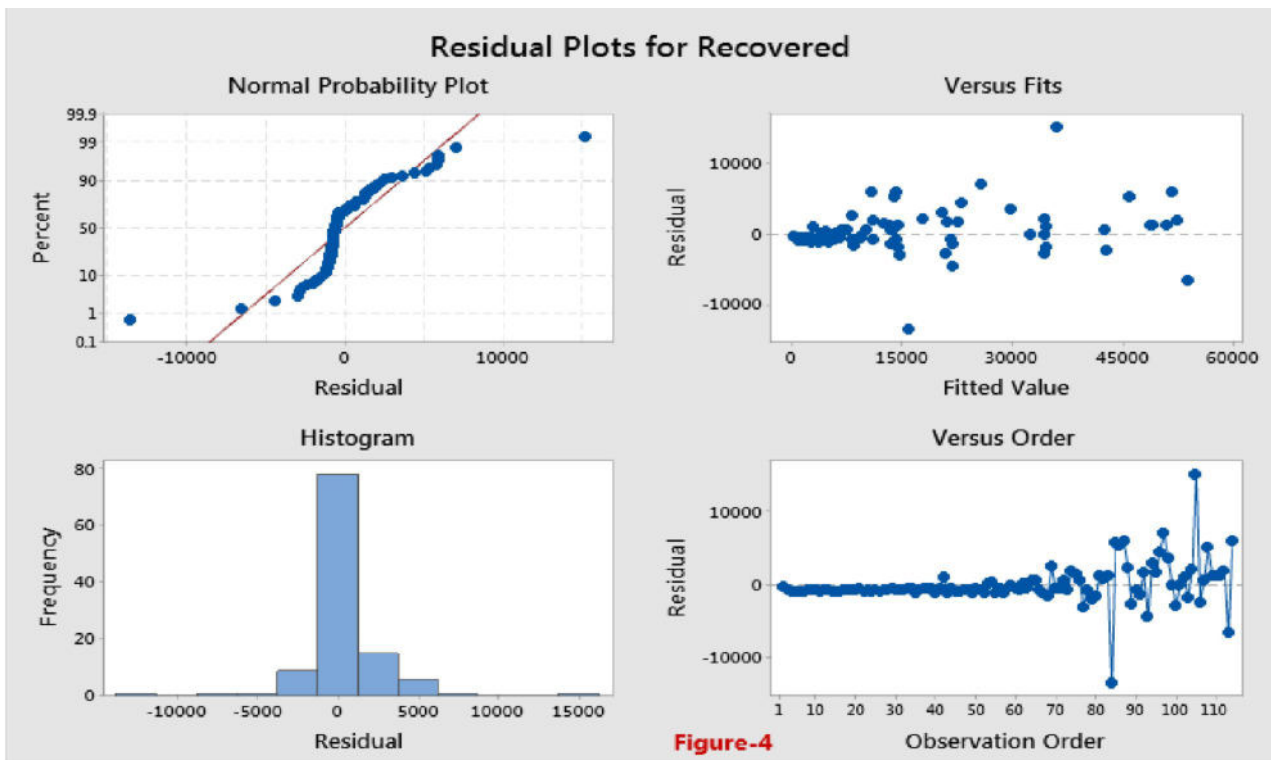 Residual Plots for Recovered
Normal Probability Plot
99.9
99
90
50
10
1
0.1
Percent
-10000 0 10000
Residual
Versus Fits
10000
0
-10000
Residual
0 15000 30000 45000 60000
Fitted Value
Histogram
80
60
40
20
0
Frequency
-10000 -5000 0 5000 10000 15000
Residual
Versus Order
10000
0
-10000
Residual
1 10 20 30 40 50 60 70 80 90 100 110
Observation Order
Figure-4